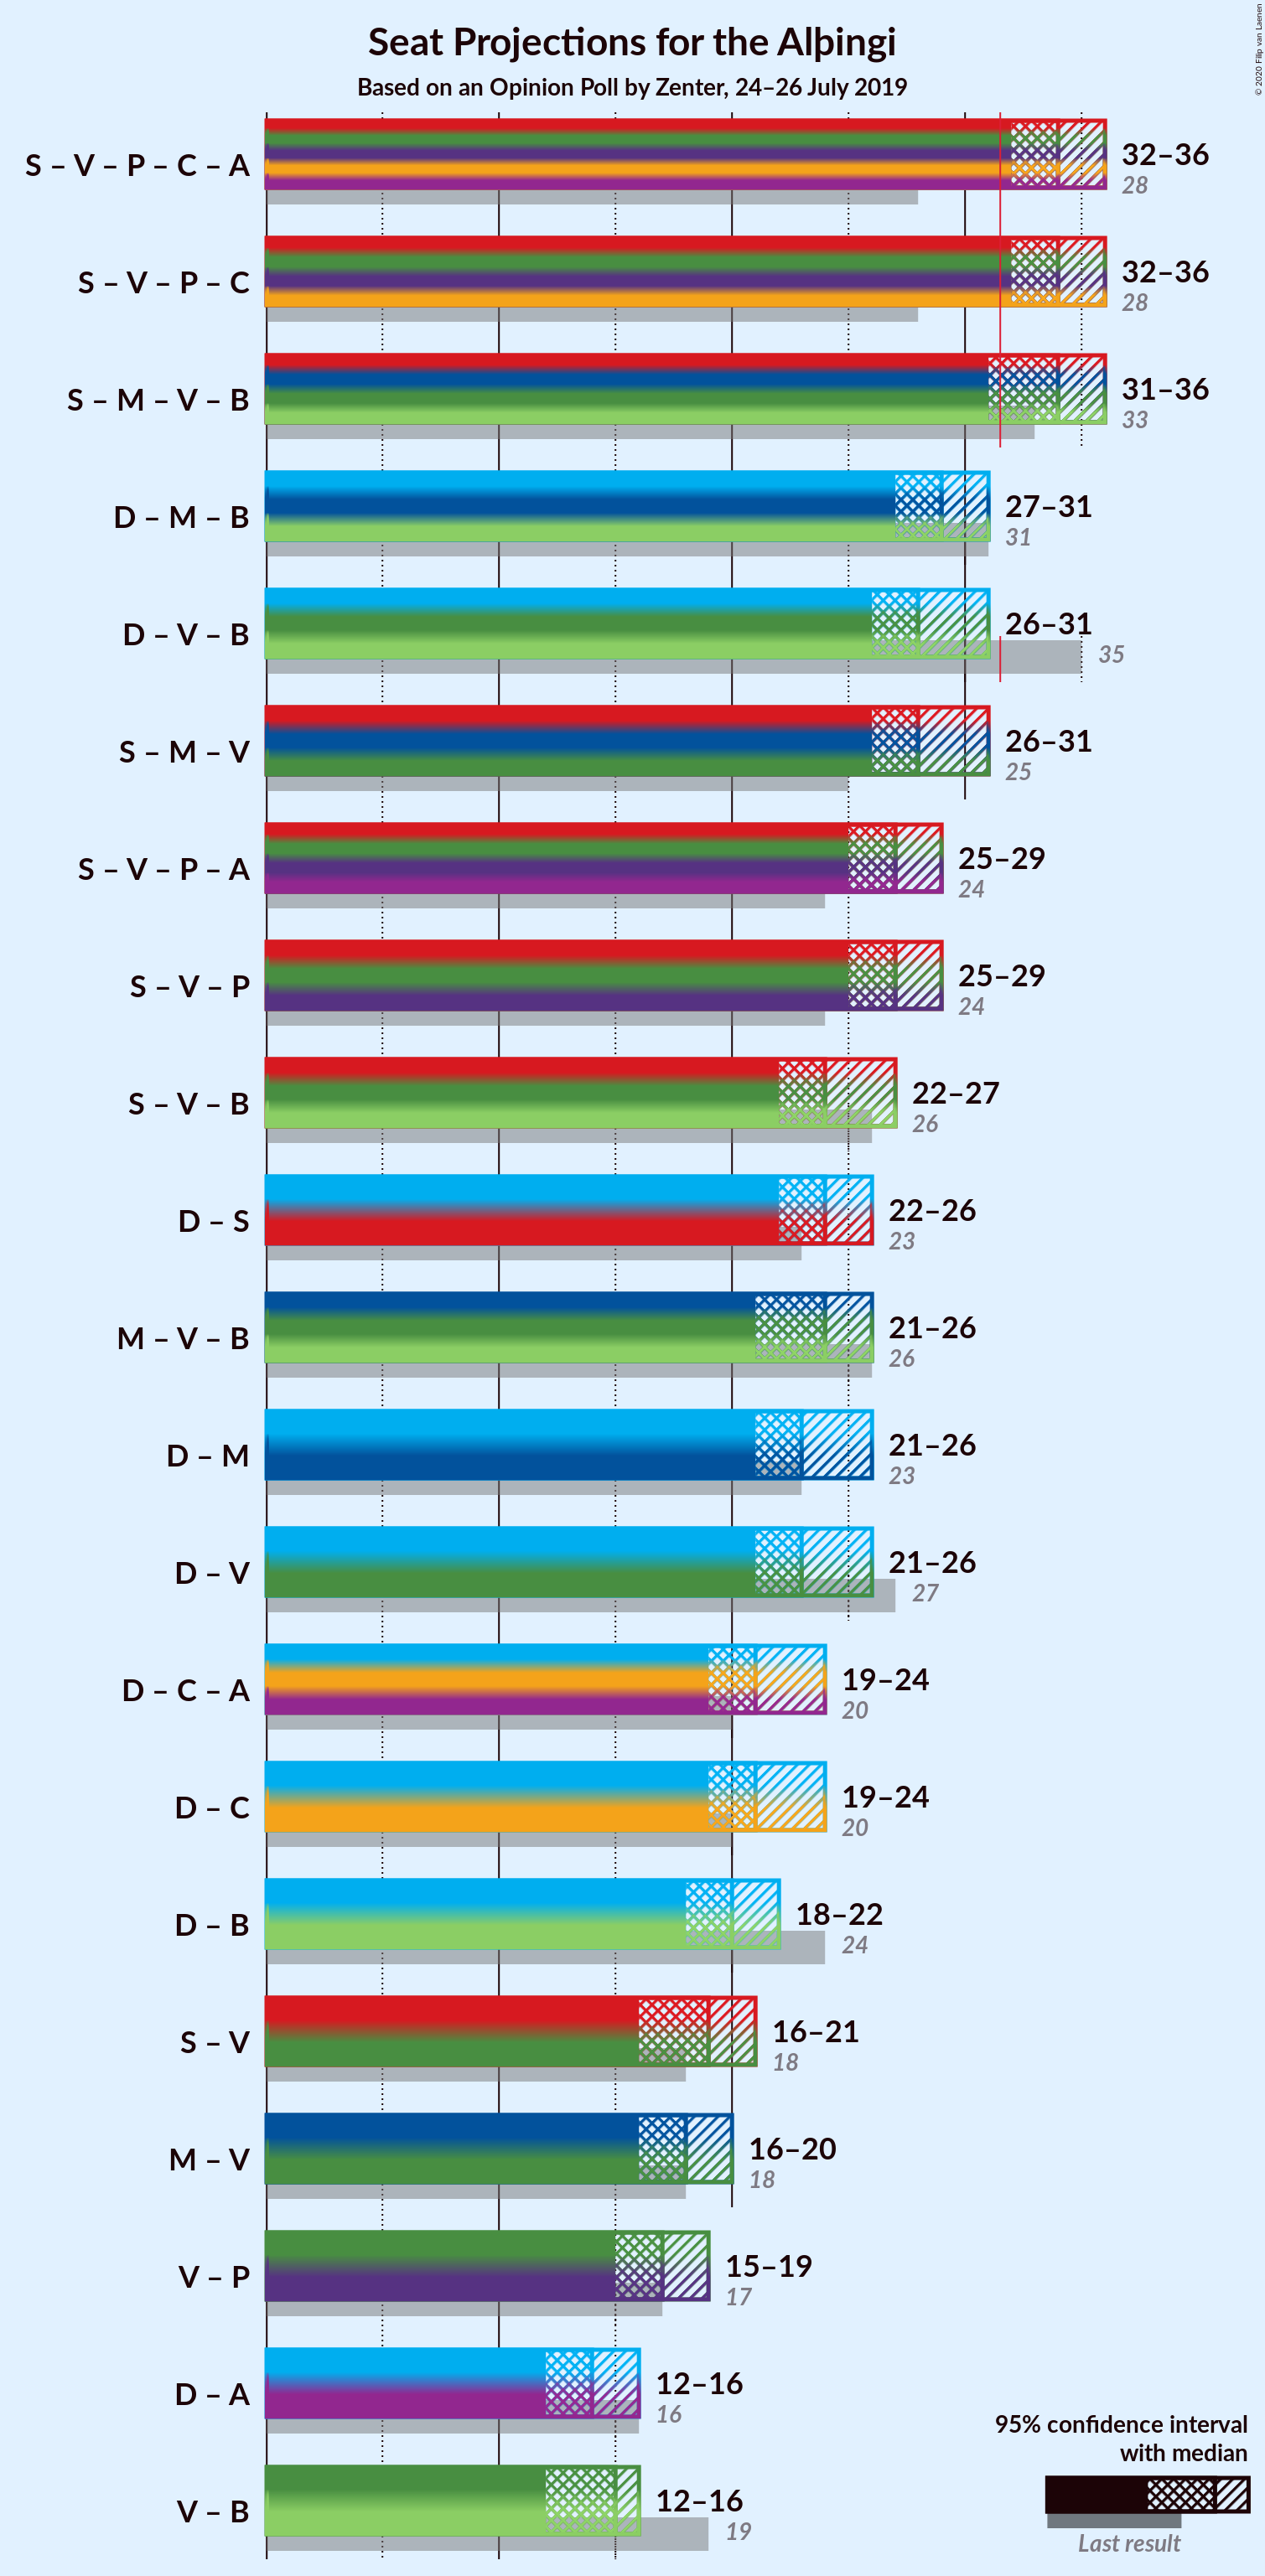 Seat Projections for the Alþingi
Based on an Opinion Poll by Zenter, 24–26 July 2019
© 2020 Filip van Laenen
S – V – P – C – A
32–36
28
S – V – P – C
32–36
28
S – M – V – B
31–36
33
D – M – B
27–31
31
D – V – B
26–31
35
S – M – V
26–31
25
S – V – P – A
25–29
24
S – V – P
25–29
24
S – V – B
22–27
26
D – S
22–26
23
M – V – B
21–26
26
D – M
21–26
23
D – V
21–26
27
D – C – A
19–24
20
D – C
19–24
20
D – B
18–22
24
S – V
16–21
18
M – V
16–20
18
V – P
15–19
17
D – A
12–16
16
V – B
12–16
19
95% confidence interval
with median
Last result